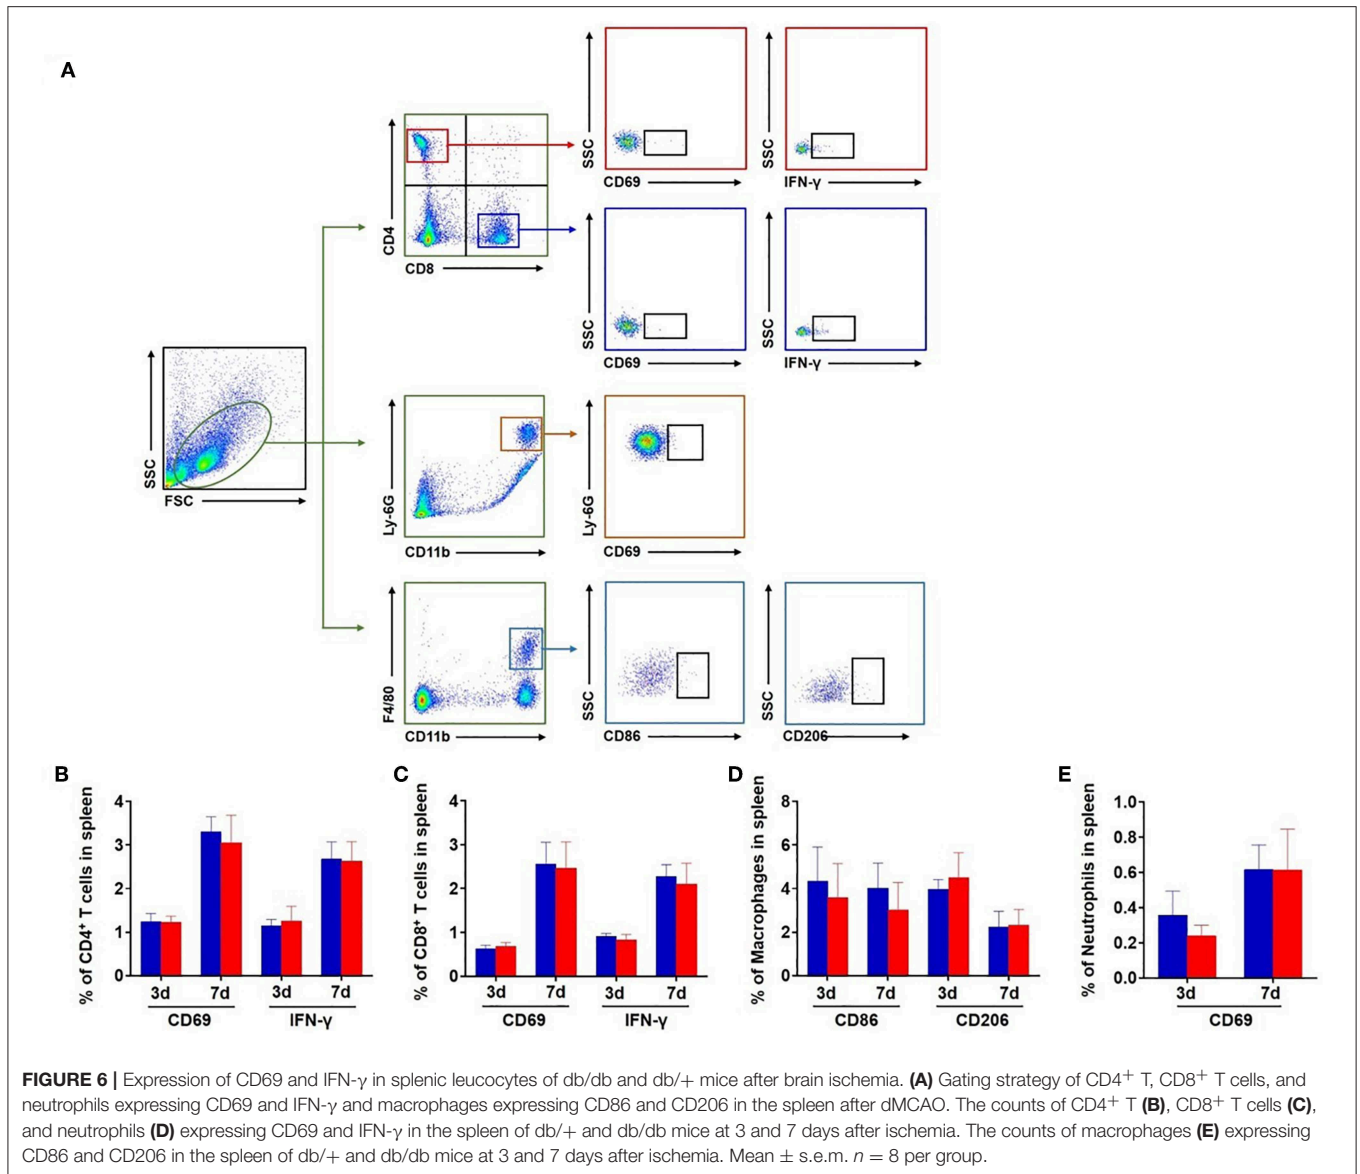 A
SSC
CD69
SSC
IFN-γ
CD4
CD8
SSC
CD69
SSC
IFN-γ
SSC
FSC
Ly-6G
CD11b
Ly-6G
CD69
F4/80
CD11b
SSC
CD86
SSC
CD206
B
% of CD4+ T cells in spleen
4
3
2
1
0
3d 7d 3d 7d
CD69 IFN-γ
C
% of CD8+ T cells in spleen
4
3
2
1
0
3d 7d 3d 7d
CD69 IFN-γ
D
% of Macrophages in spleen
8
6
4
2
0
3d 7d 3d 7d
CD86 CD206
E
% of Neutrophils in spleen
1.0
0.8
0.6
0.4
0.2
0.0
3d 7d
CD69
FIGURE 6 | Expression of CD69 and IFN-γ in splenic leucocytes of db/db and db/+ mice after brain ischemia. (A) Gating strategy of CD4+ T, CD8+ T cells, and
neutrophils expressing CD69 and IFN-γ and macrophages expressing CD86 and CD206 in the spleen after dMCAO. The counts of CD4+ T (B), CD8+ T cells (C),
and neutrophils (D) expressing CD69 and IFN-γ in the spleen of db/+ and db/db mice at 3 and 7 days after ischemia. The counts of macrophages (E) expressing
CD86 and CD206 in the spleen of db/+ and db/db mice at 3 and 7 days after ischemia. Mean ± s.e.m. n = 8 per group.